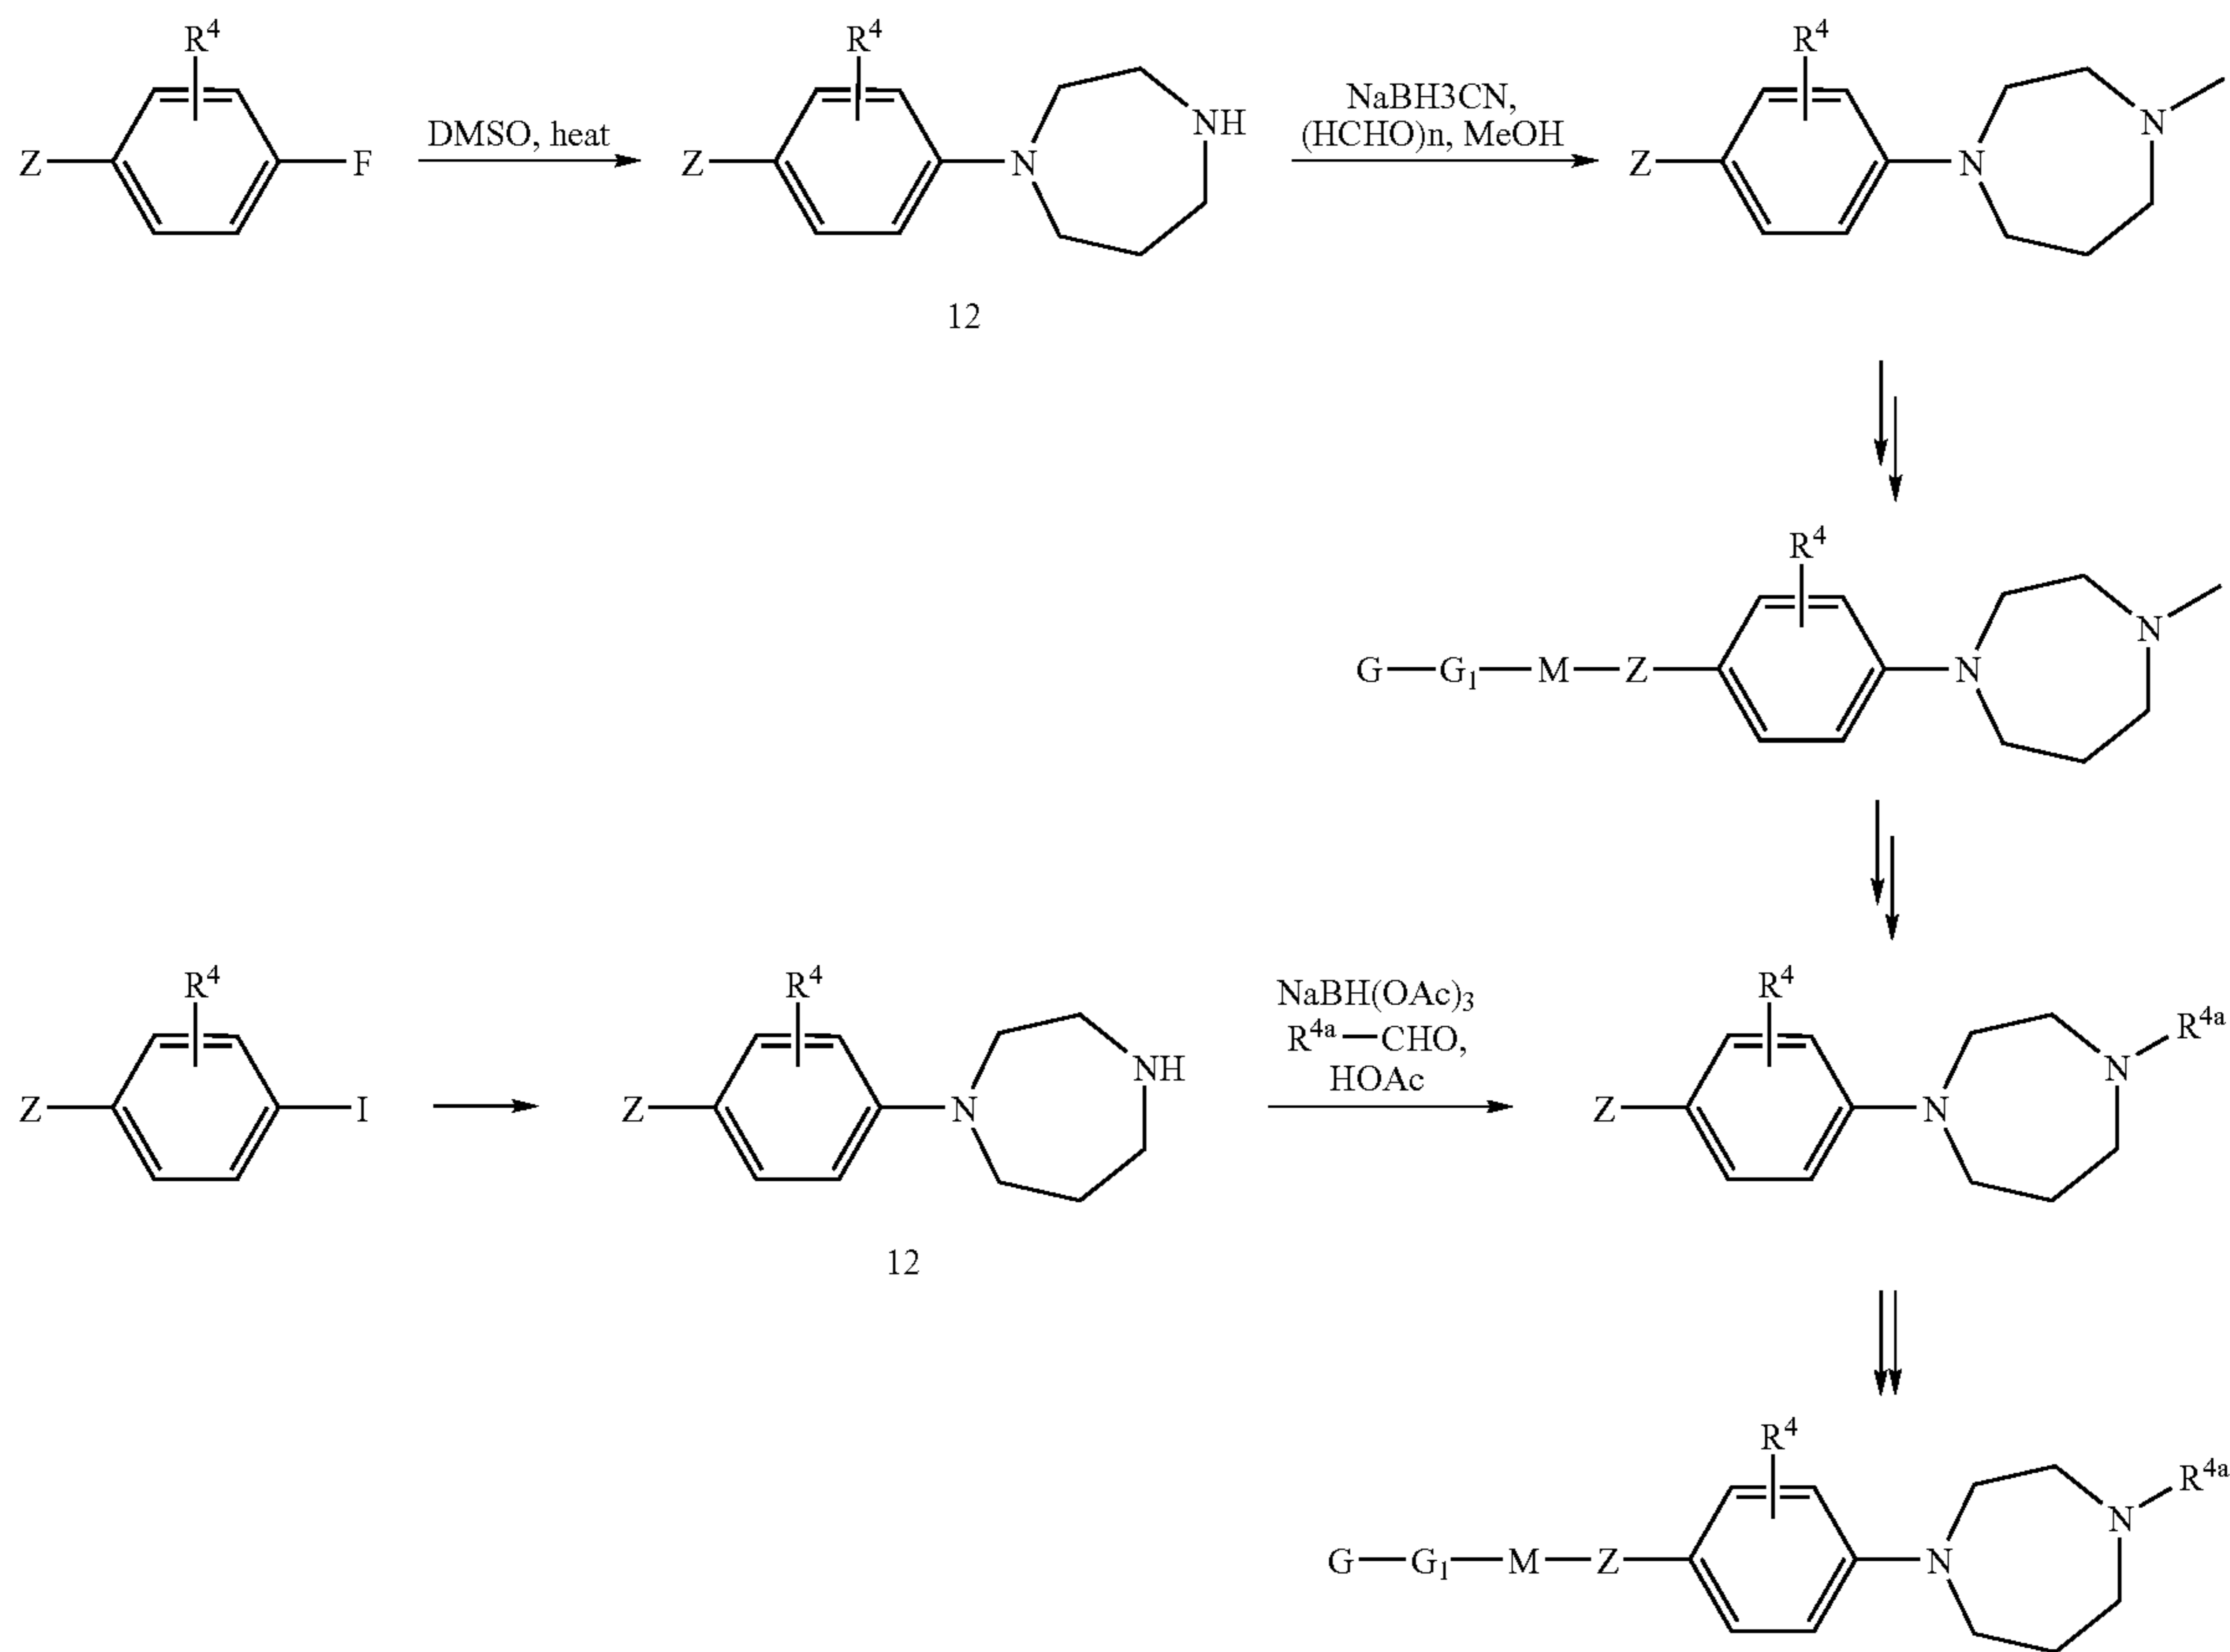 R⁴ R⁴ R⁴
Z F DMSO, heat Z N NH NaBH3CN, Z N N
(HCHO)n, MeOH
12
R⁴
G—G₁—M—Z N N
R⁴ R⁴ NaBH(OAc)₃ R⁴
R⁴ᵃ—CHO, R⁴ᵃ
HOAc
Z I Z N NH Z N N
12
R⁴
R⁴ᵃ
G—G₁—M—Z N N